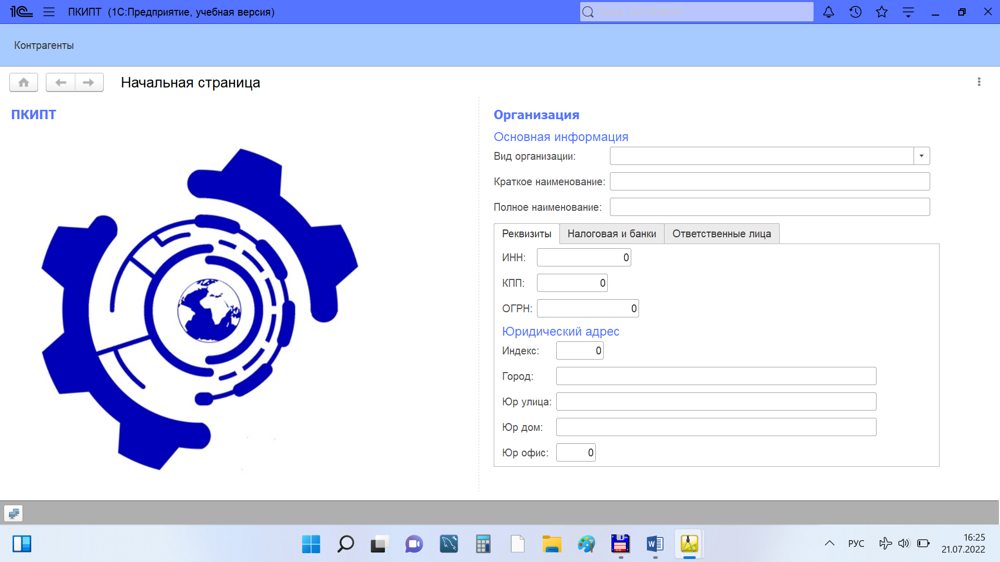 1С ПКИПТ (1С:Предприятие, учебная версия)
Поиск Ctrl+Shift+F
Контрагенты
Начальная страница
ПКИПТ
Организация
Основная информация
Вид организации:
Краткое наименование:
Полное наименование:
Реквизиты Налоговая и банки Ответственные лица
ИНН: 0
КПП: 0
ОГРН: 0
Юридический адрес
Индекс: 0
Город:
Юр улица:
Юр дом:
Юр офис: 0
W
РУС
16:25
21.07.2022